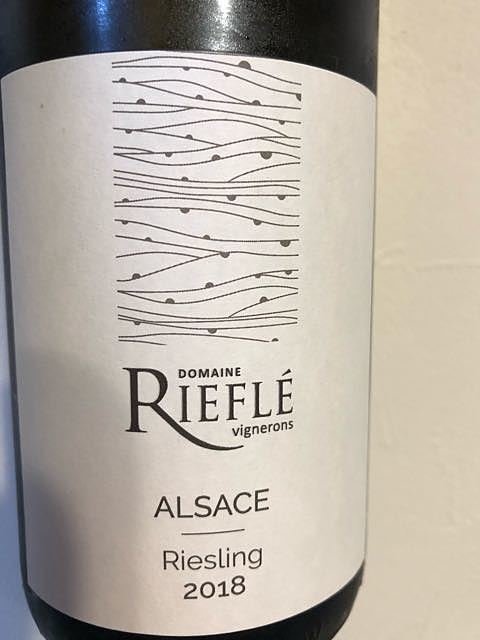 DOMAINE
RIEFLÉ
vignerons
ALSACE
Riesling
2018